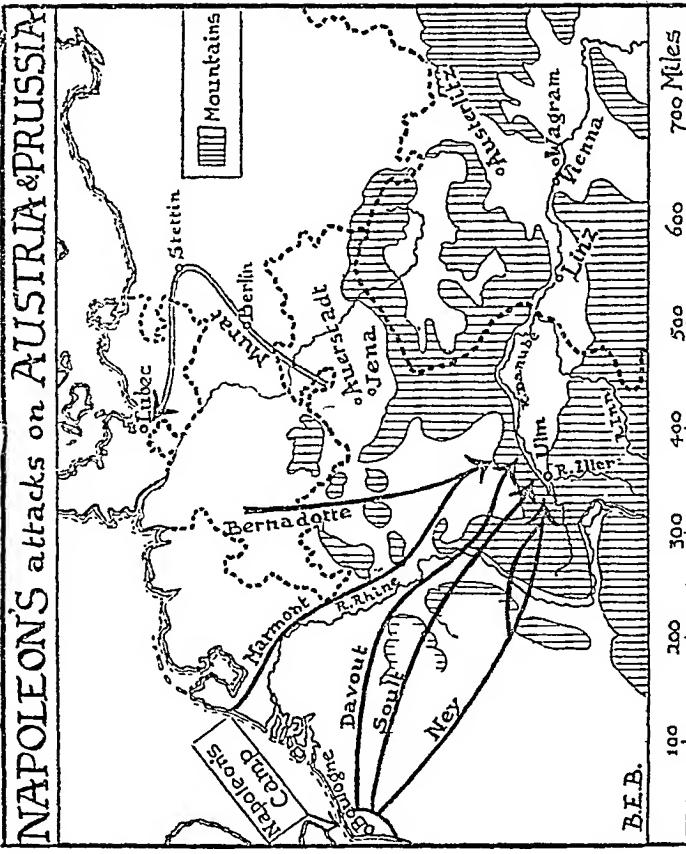 NAPOLEON'S attacks on AUSTRIA & PRUSSIA
Mountains
Stettin
Lubec
Berlin
Murat
Auerstadt
Jena
Bernadotte
Marmont
R. Rhine
Napoleon's
Camp
Boulogne
Davout
Soult
Ney
R. Danube
Ulm
R. Iller
R. Inn
Linz
Austerlitz
Wagram
Vienna
B.E.B.
100 200 300 400 500 600 700 Miles